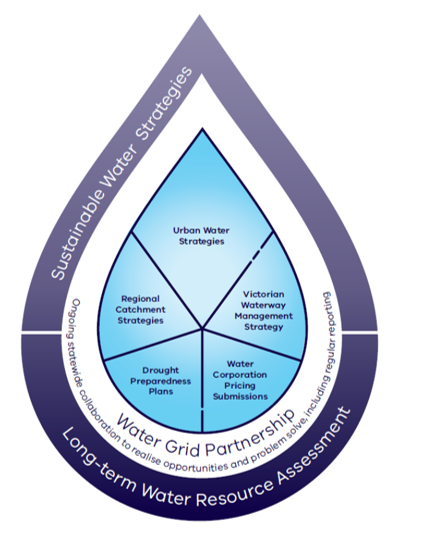 Sustainable Water Strategies
Urban Water
Strategies
Regional
Catchment
Strategies
Victorian
Waterway
Management
Strategy
Drought
Preparedness
Plans
Water
Corporation
Pricing
Submissions
Water Grid Partnership
Ongoing statewide collaboration to realise opportunities and problem solve, including regular reporting
Long-term Water Resource Assessment